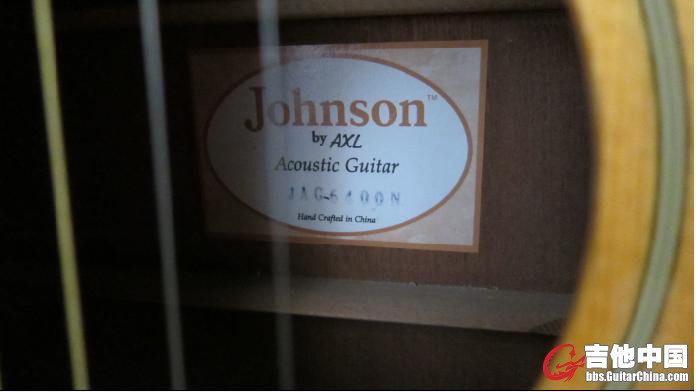 Johnson™
by AXL
Acoustic Guitar
JAG-6400N
Hand Crafted in China
吉他中国
bbs.GuitarChina.com